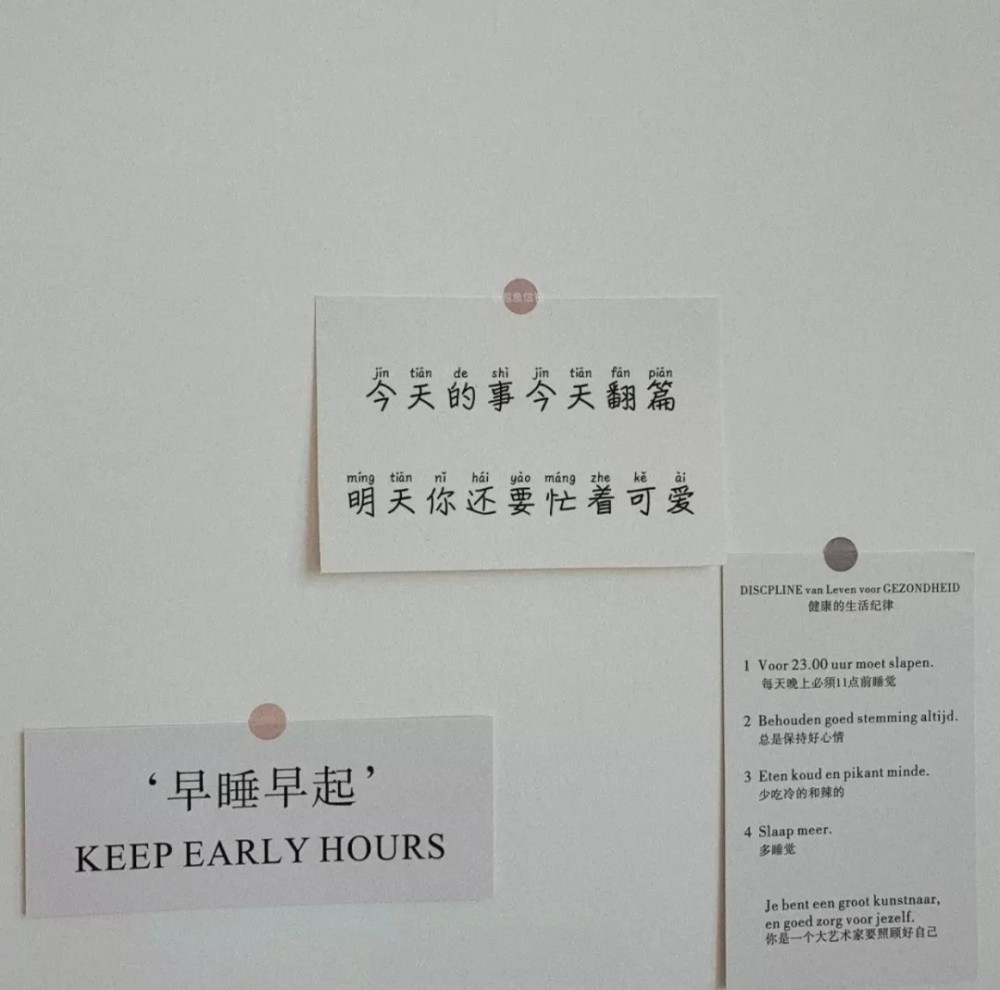 jīn tiān de shì jīn tiān fān piān
今天的事今天翻篇
míng tiān nǐ hái yào máng zhe kě ài
明天你还要忙着可爱
DISCPLINE van Leven voor GEZONDHEID
健康的生活纪律
1 Voor 23.00 uur moet slapen.
每天晚上必须11点前睡觉
2 Behouden goed stemming altijd.
总是保持好心情
3 Eten koud en pikant minde.
少吃冷的和辣的
4 Slaap meer.
多睡觉
Je bent een groot kunstnaar,
en goed zorg voor jezelf.
你是一个大艺术家要照顾好自己
‘早睡早起’
KEEP EARLY HOURS